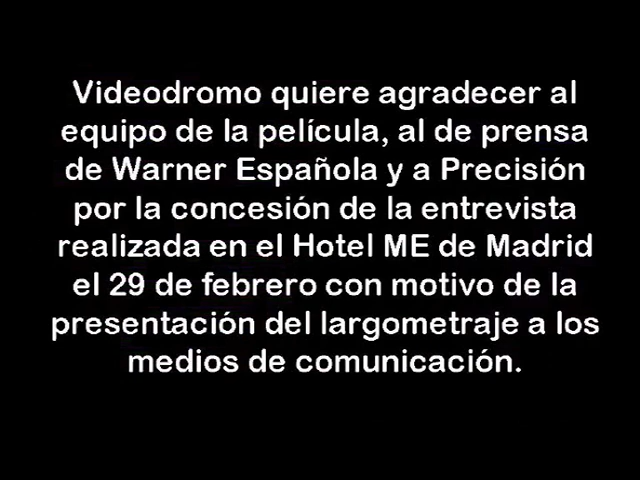 Videodromo quiere agradecer al
equipo de la película, al de prensa
de Warner Española y a Precisión
por la concesión de la entrevista
realizada en el Hotel ME de Madrid
el 29 de febrero con motivo de la
presentación del largometraje a los
medios de comunicación.